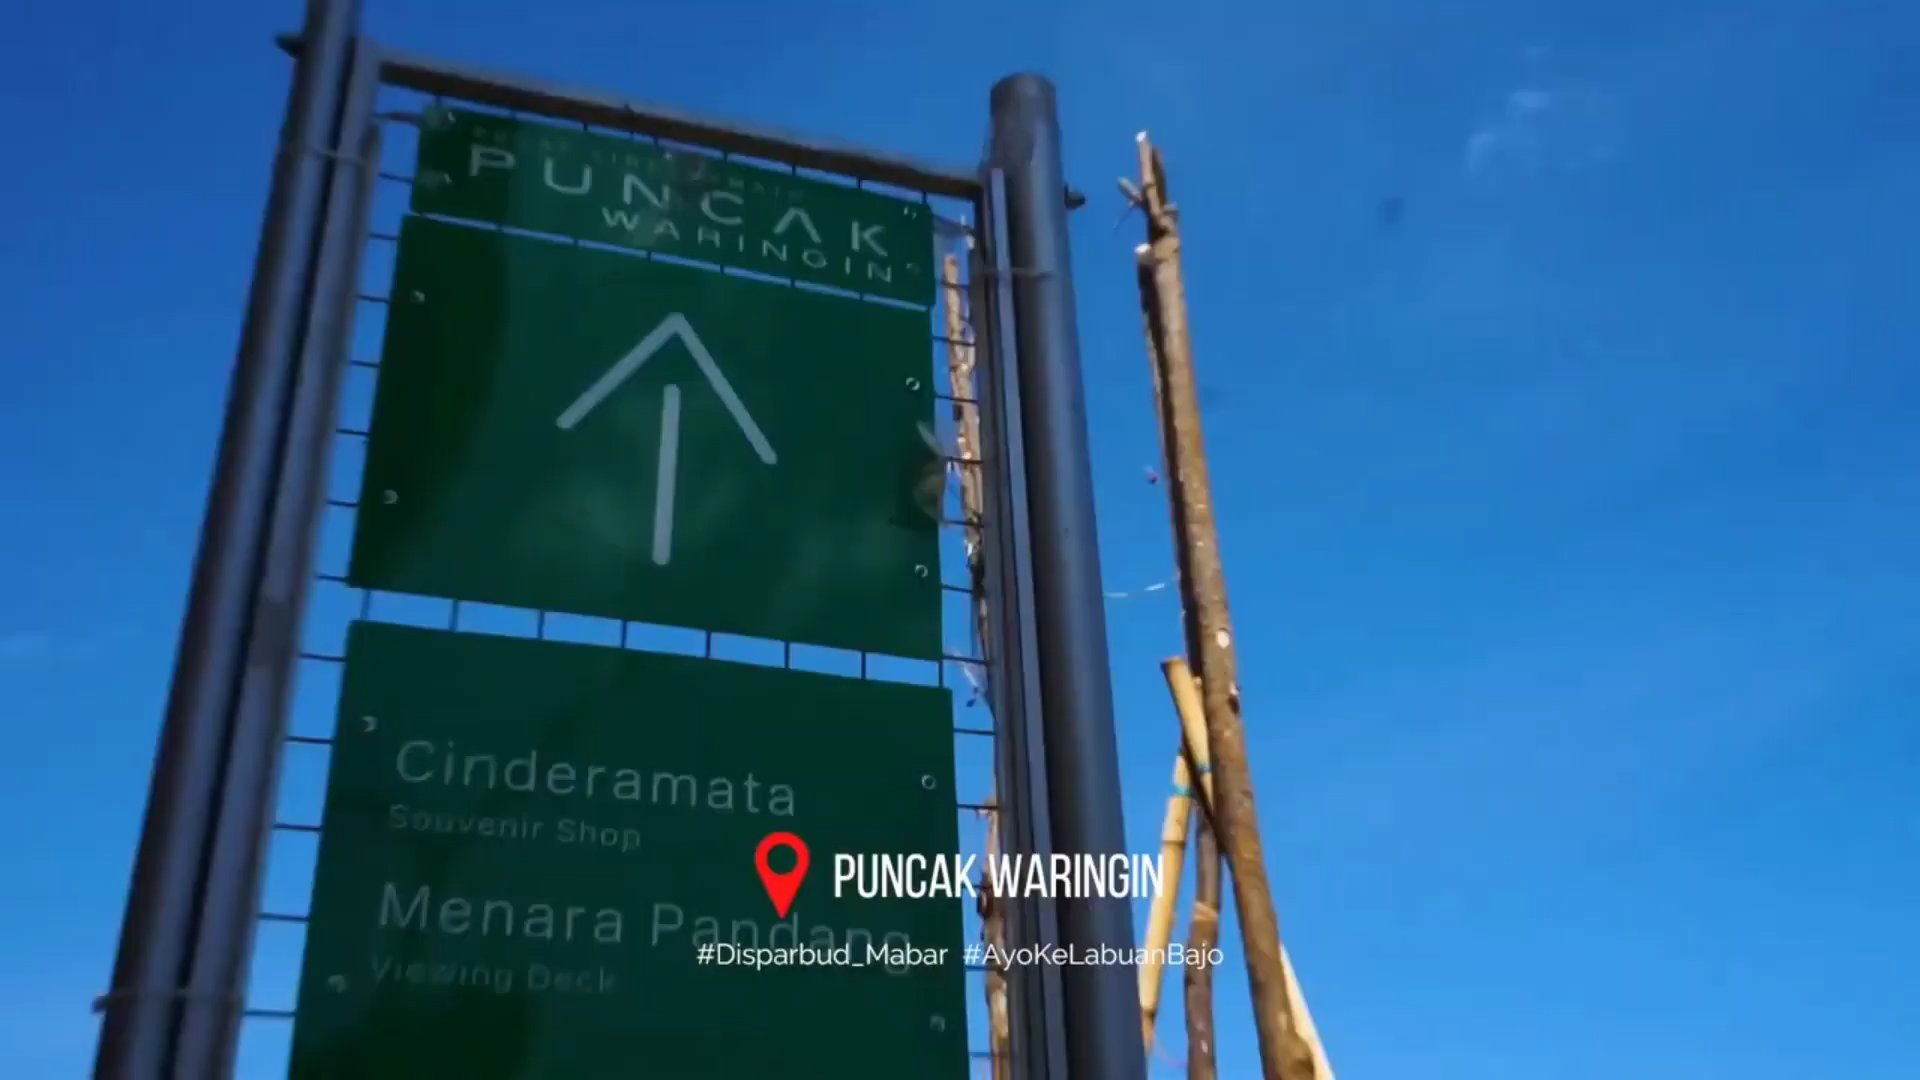 PUNCAK
WARINGIN
Cinderamata
Souvenir Shop
Menara Pandang
Viewing Deck
PUNCAK WARINGIN
#Disparbud_Mabar #AyoKeLabuanBajo